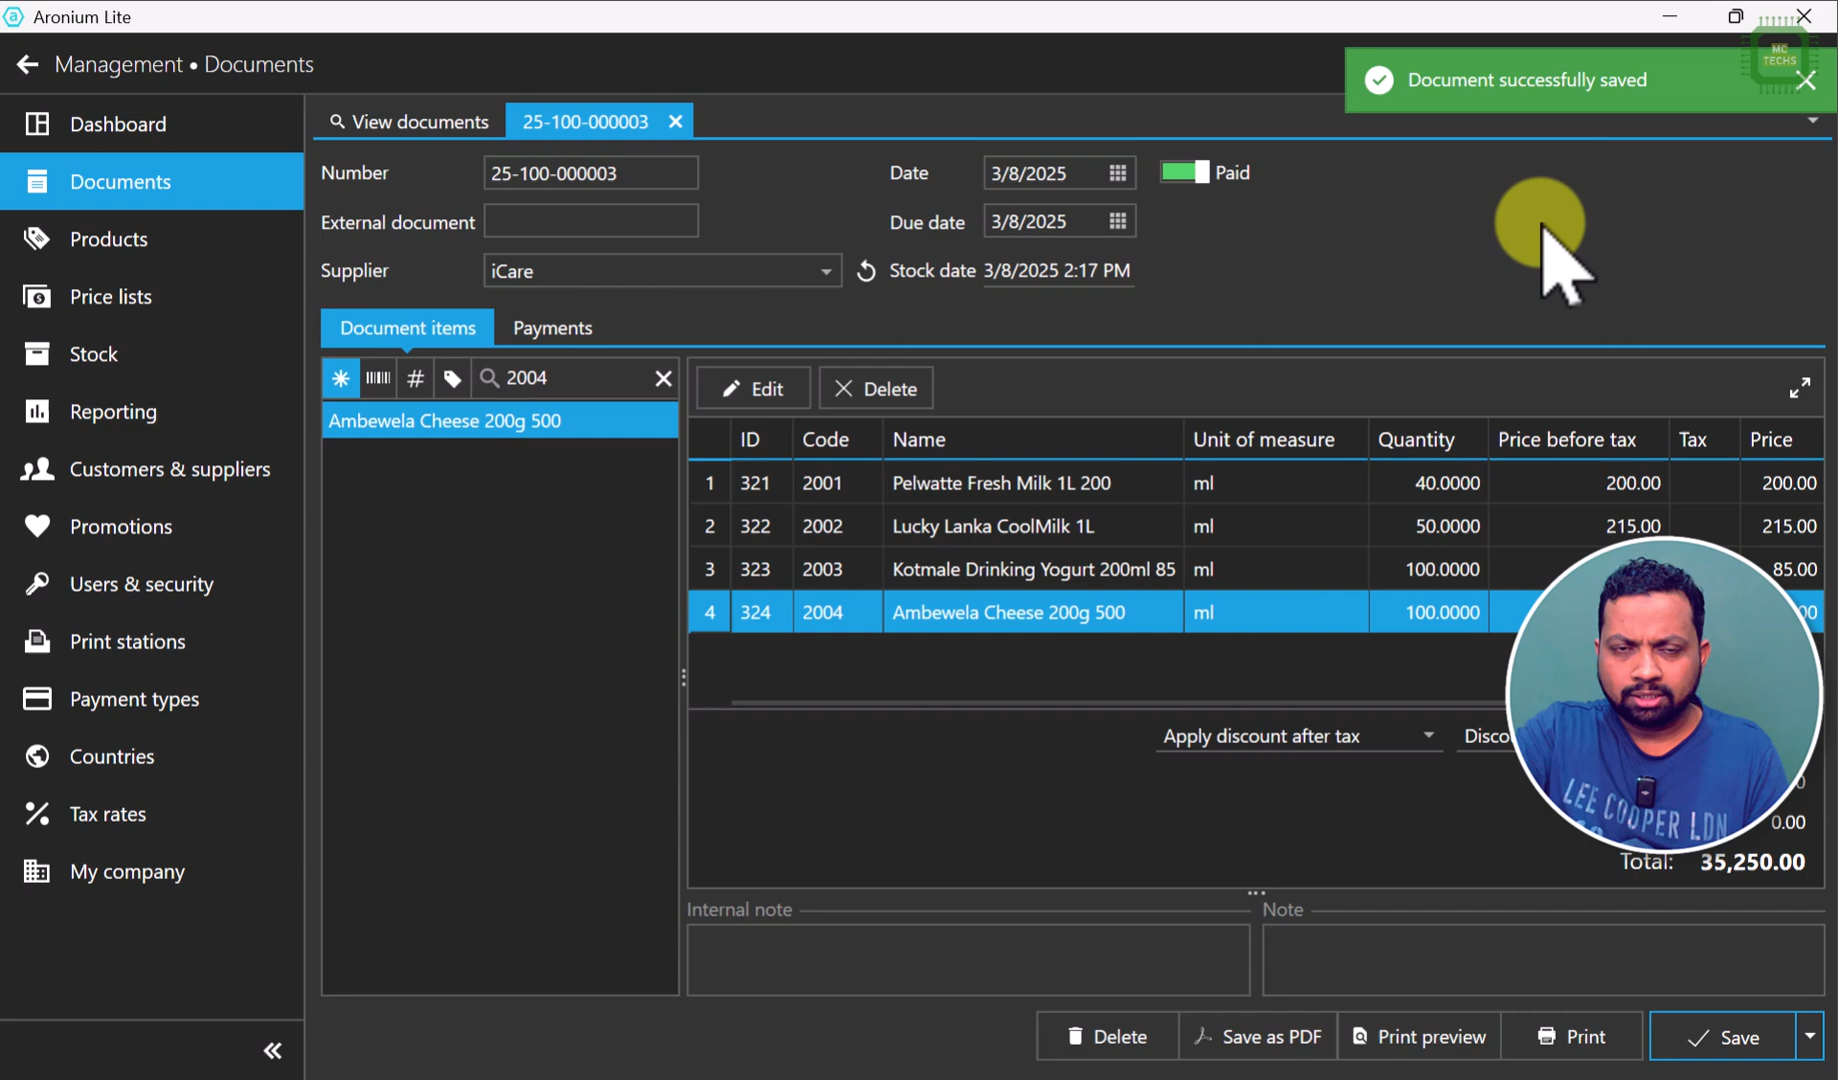 Aronium Lite
Management • Documents
MC
TECHS
Document successfully saved
Dashboard
Documents
Products
Price lists
Stock
Reporting
Customers & suppliers
Promotions
Users & security
Print stations
Payment types
Countries
Tax rates
My company
View documents
25-100-000003
Number
25-100-000003
Date
3/8/2025
Paid
External document
Due date
3/8/2025
Supplier
iCare
Stock date
3/8/2025 2:17 PM
Document items
Payments
#
2004
Ambewela Cheese 200g 500
Edit
Delete
ID Code Name Unit of measure Quantity Price before tax Tax Price
1 321 2001 Pelwatte Fresh Milk 1L 200 ml 40.0000 200.00 200.00
2 322 2002 Lucky Lanka CoolMilk 1L ml 50.0000 215.00 215.00
3 323 2003 Kotmale Drinking Yogurt 200ml 85 ml 100.0000 85.00
4 324 2004 Ambewela Cheese 200g 500 ml 100.0000
Apply discount after tax
Disco
0.00
Total: 35,250.00
LEE COOPER LDN
Internal note
Note
Delete
Save as PDF
Print preview
Print
Save